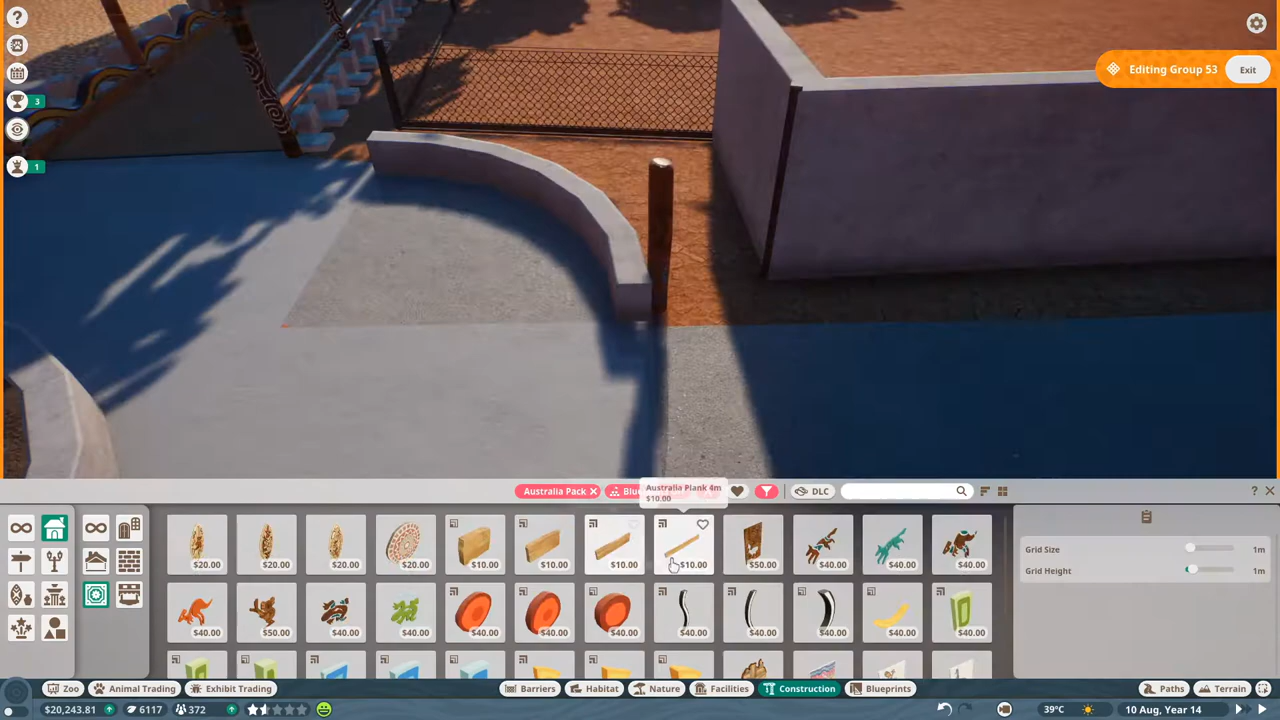 ?
Editing Group 53
Exit
3
1
Australia Pack ×
Blue
Australia Plank 4m
$10.00
DLC
? ×
$20.00 $20.00 $20.00 $20.00 $10.00 $10.00 $10.00 $10.00 $50.00 $40.00 $40.00 $40.00
$40.00 $50.00 $40.00 $40.00 $40.00 $40.00 $40.00 $40.00 $40.00 $40.00 $40.00 $40.00
Grid Size 1m
Grid Height 1m
Zoo Animal Trading Exhibit Trading Barriers Habitat Nature Facilities Construction Blueprints Paths Terrain
$20,243.81 6117 372 39°C 10 Aug, Year 14